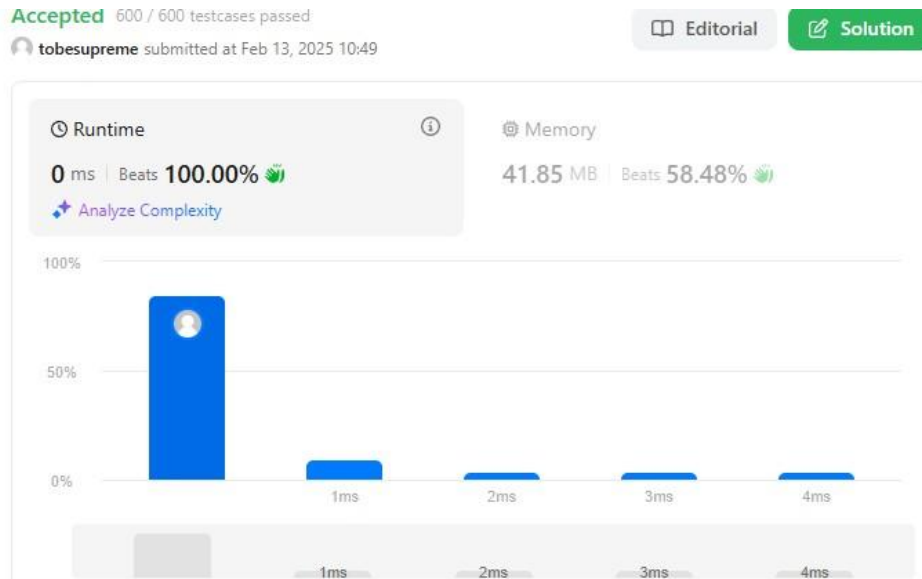 Accepted 600 / 600 testcases passed
Editorial
Solution
tobesupreme submitted at Feb 13, 2025 10:49
Runtime
Memory
0 ms Beats 100.00%
41.85 MB Beats 58.48%
Analyze Complexity
100%
50%
0%
1ms 2ms 3ms 4ms
1ms 2ms 3ms 4ms